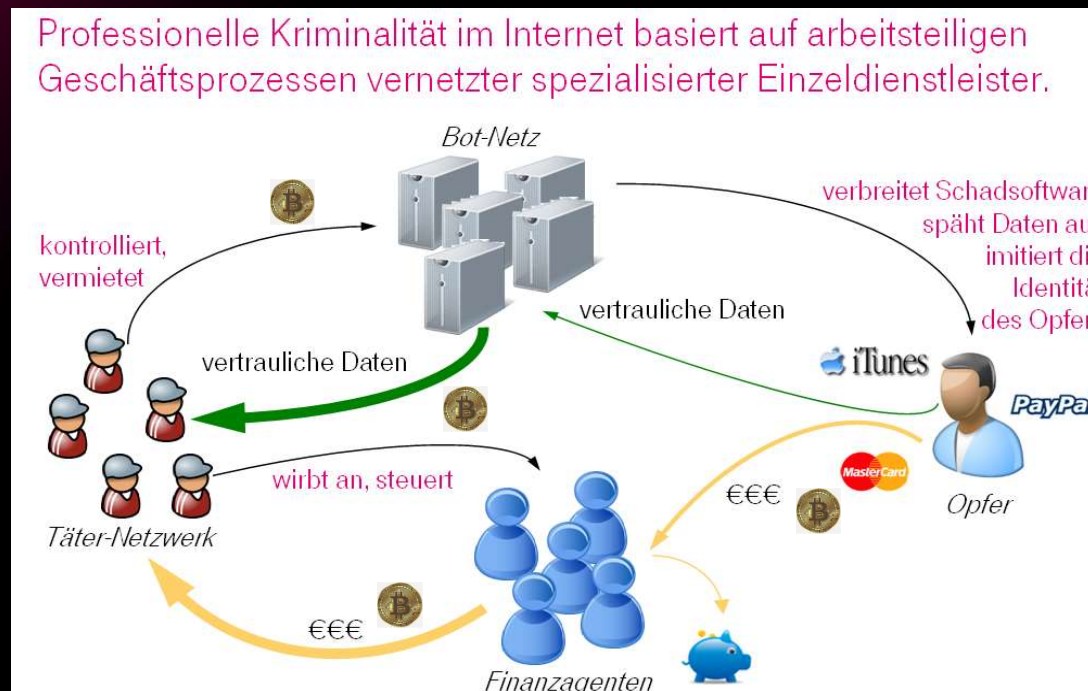 Professionelle Kriminalität im Internet basiert auf arbeitsteiligen
Geschäftsprozessen vernetzter spezialisierter Einzeldienstleister.
Bot-Netz
verbreitet Schadsoftwar
späht Daten au
imitiert di
Identitä
des Opfer
kontrolliert,
vermietet
vertrauliche Daten
vertrauliche Daten
iTunes
PayPal
MasterCard
wirbt an, steuert
€€€
Opfer
Täter-Netzwerk
€€€
Finanzagenten